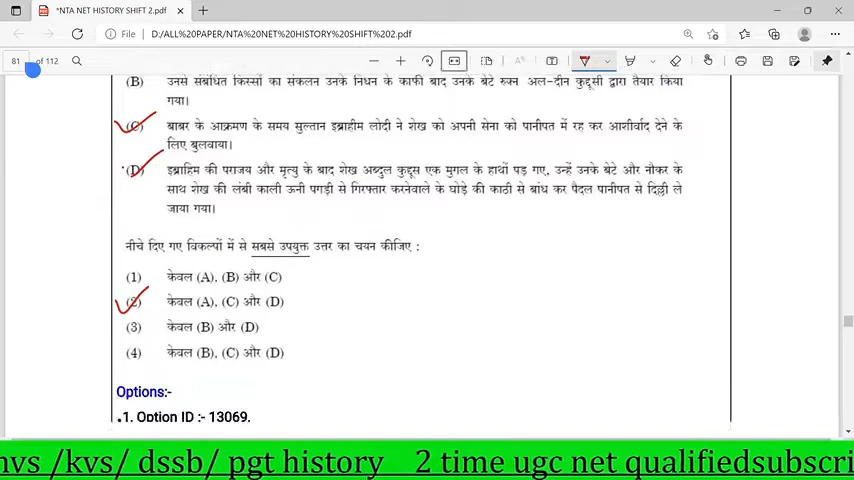 *NTA NET HISTORY SHIFT 2.pdf
File
D:/ALL%20PAPER/NTA%20NET%20HISTORY%20SHIFT%202.pdf
81 of 112
(B) उनसे संबंधित किस्सों का संकलन उनके निधन के काफी बाद उनके बेटे रुक्न अल-दीन कुद्दूसी द्वारा तैयार किया
गया।
(C) बाबर के आक्रमण के समय सुल्तान इब्राहीम लोदी ने शेख को अपनी सेना को पानीपत में रह कर आशीर्वाद देने के
लिए बुलवाया।
(D) इब्राहिम की पराजय और मृत्यु के बाद शेख अब्दुल कुद्दूस एक मुगल के हाथों पड़ गए, उन्हें उनके बेटे और नौकर के
साथ शेख की लंबी काली ऊनी पगड़ी से गिरफ्तार करनेवाले के घोड़े की काठी से बांध कर पैदल पानीपत से दिल्ली ले
जाया गया।
नीचे दिए गए विकल्पों में से सबसे उपयुक्त उत्तर का चयन कीजिए :
(1) केवल (A), (B) और (C)
(2) केवल (A), (C) और (D)
(3) केवल (B) और (D)
(4) केवल (B), (C) और (D)
Options:-
1. Option ID :- 13069.
nvs /kvs/ dssb/ pgt history 2 time ugc net qualifiedsubscri